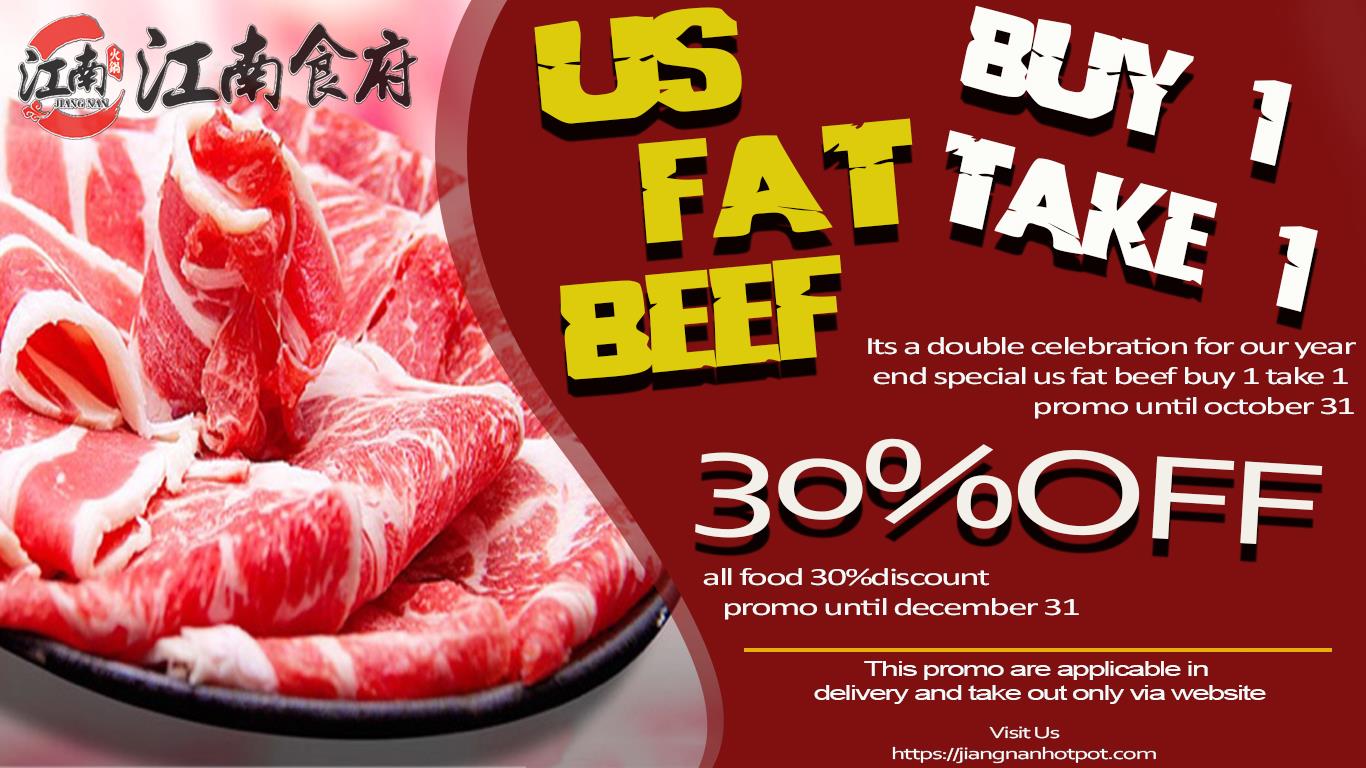 江南
火鍋
JIANG NAN
江南食府
US
FAT
BEEF
BUY 1
TAKE 1
Its a double celebration for our year
end special us fat beef buy 1 take 1
promo until october 31
30%OFF
all food 30%discount
promo until december 31
This promo are applicable in
delivery and take out only via website
Visit Us
https://jiangnanhotpot.com